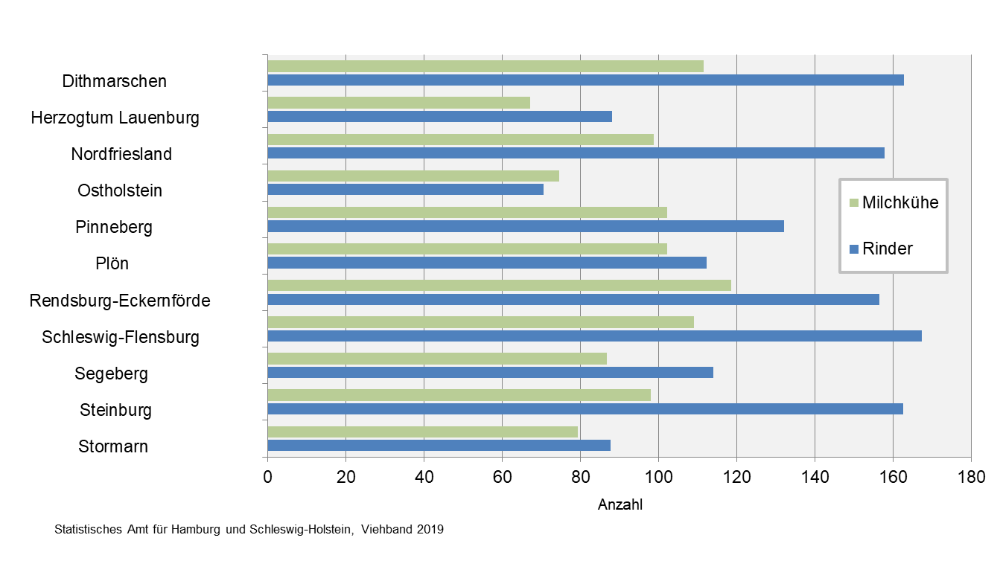 Dithmarschen
Herzogtum Lauenburg
Nordfriesland
Ostholstein
Pinneberg
Plön
Rendsburg-Eckernförde
Schleswig-Flensburg
Segeberg
Steinburg
Stormarn
Milchkühe
Rinder
0 20 40 60 80 100 120 140 160 180
Anzahl
Statistisches Amt für Hamburg und Schleswig-Holstein, Viehband 2019